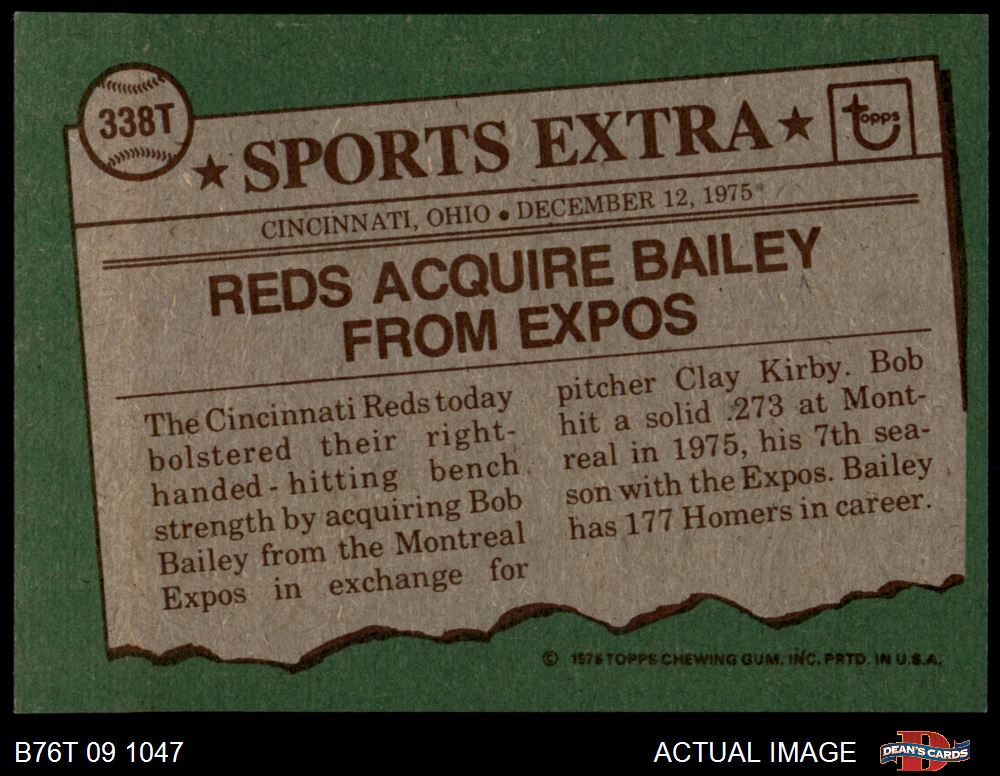 338T
★ SPORTS EXTRA ★
Topps
CINCINNATI, OHIO ● DECEMBER 12, 1975
REDS ACQUIRE BAILEY
FROM EXPOS
The Cincinnati Reds today
bolstered their right-
handed-hitting bench
strength by acquiring Bob
Bailey from the Montreal
Expos in exchange for
pitcher Clay Kirby. Bob
hit a solid .273 at Mont-
real in 1975, his 7th sea-
son with the Expos. Bailey
has 177 Homers in career.
© 1976 TOPPS CHEWING GUM, INC. PRTD. IN U.S.A.
B76T 09 1047
ACTUAL IMAGE
DEAN'S CARDS